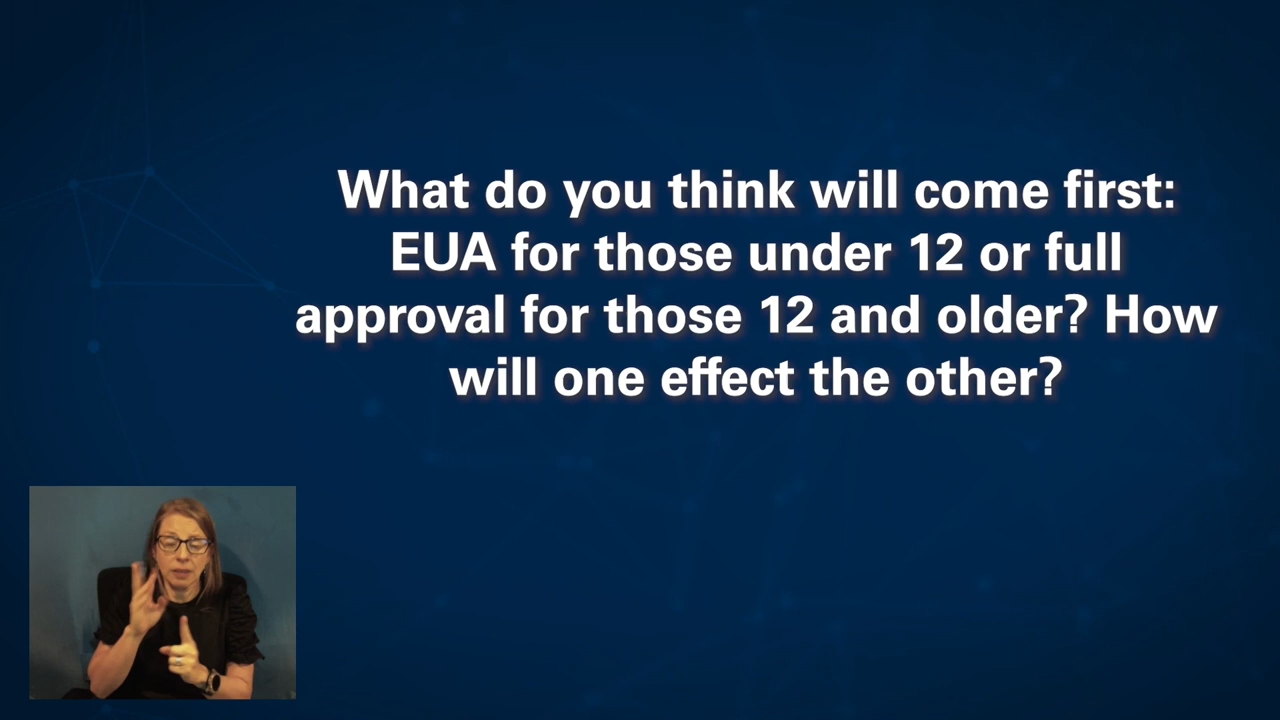 What do you think will come first:
EUA for those under 12 or full
approval for those 12 and older? How
will one effect the other?